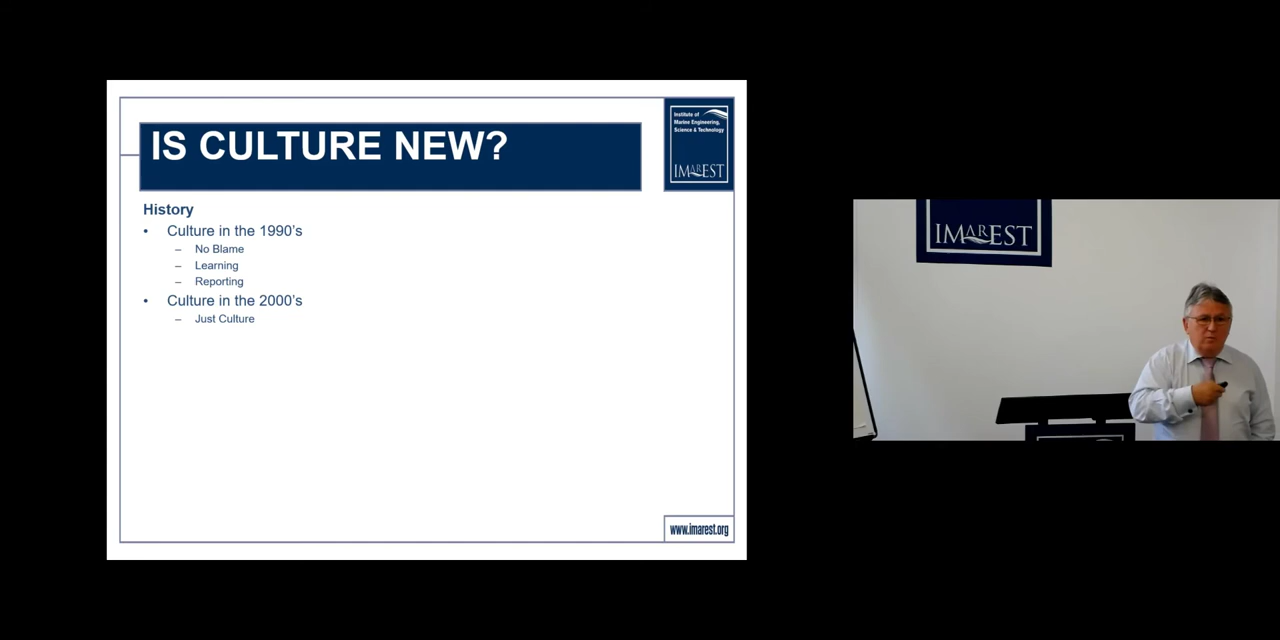 IS CULTURE NEW?
Institute of
Marine Engineering,
Science & Technology
IMAREST
History
• Culture in the 1990's
– No Blame
– Learning
– Reporting
• Culture in the 2000's
– Just Culture
www.imarest.org
IMAREST